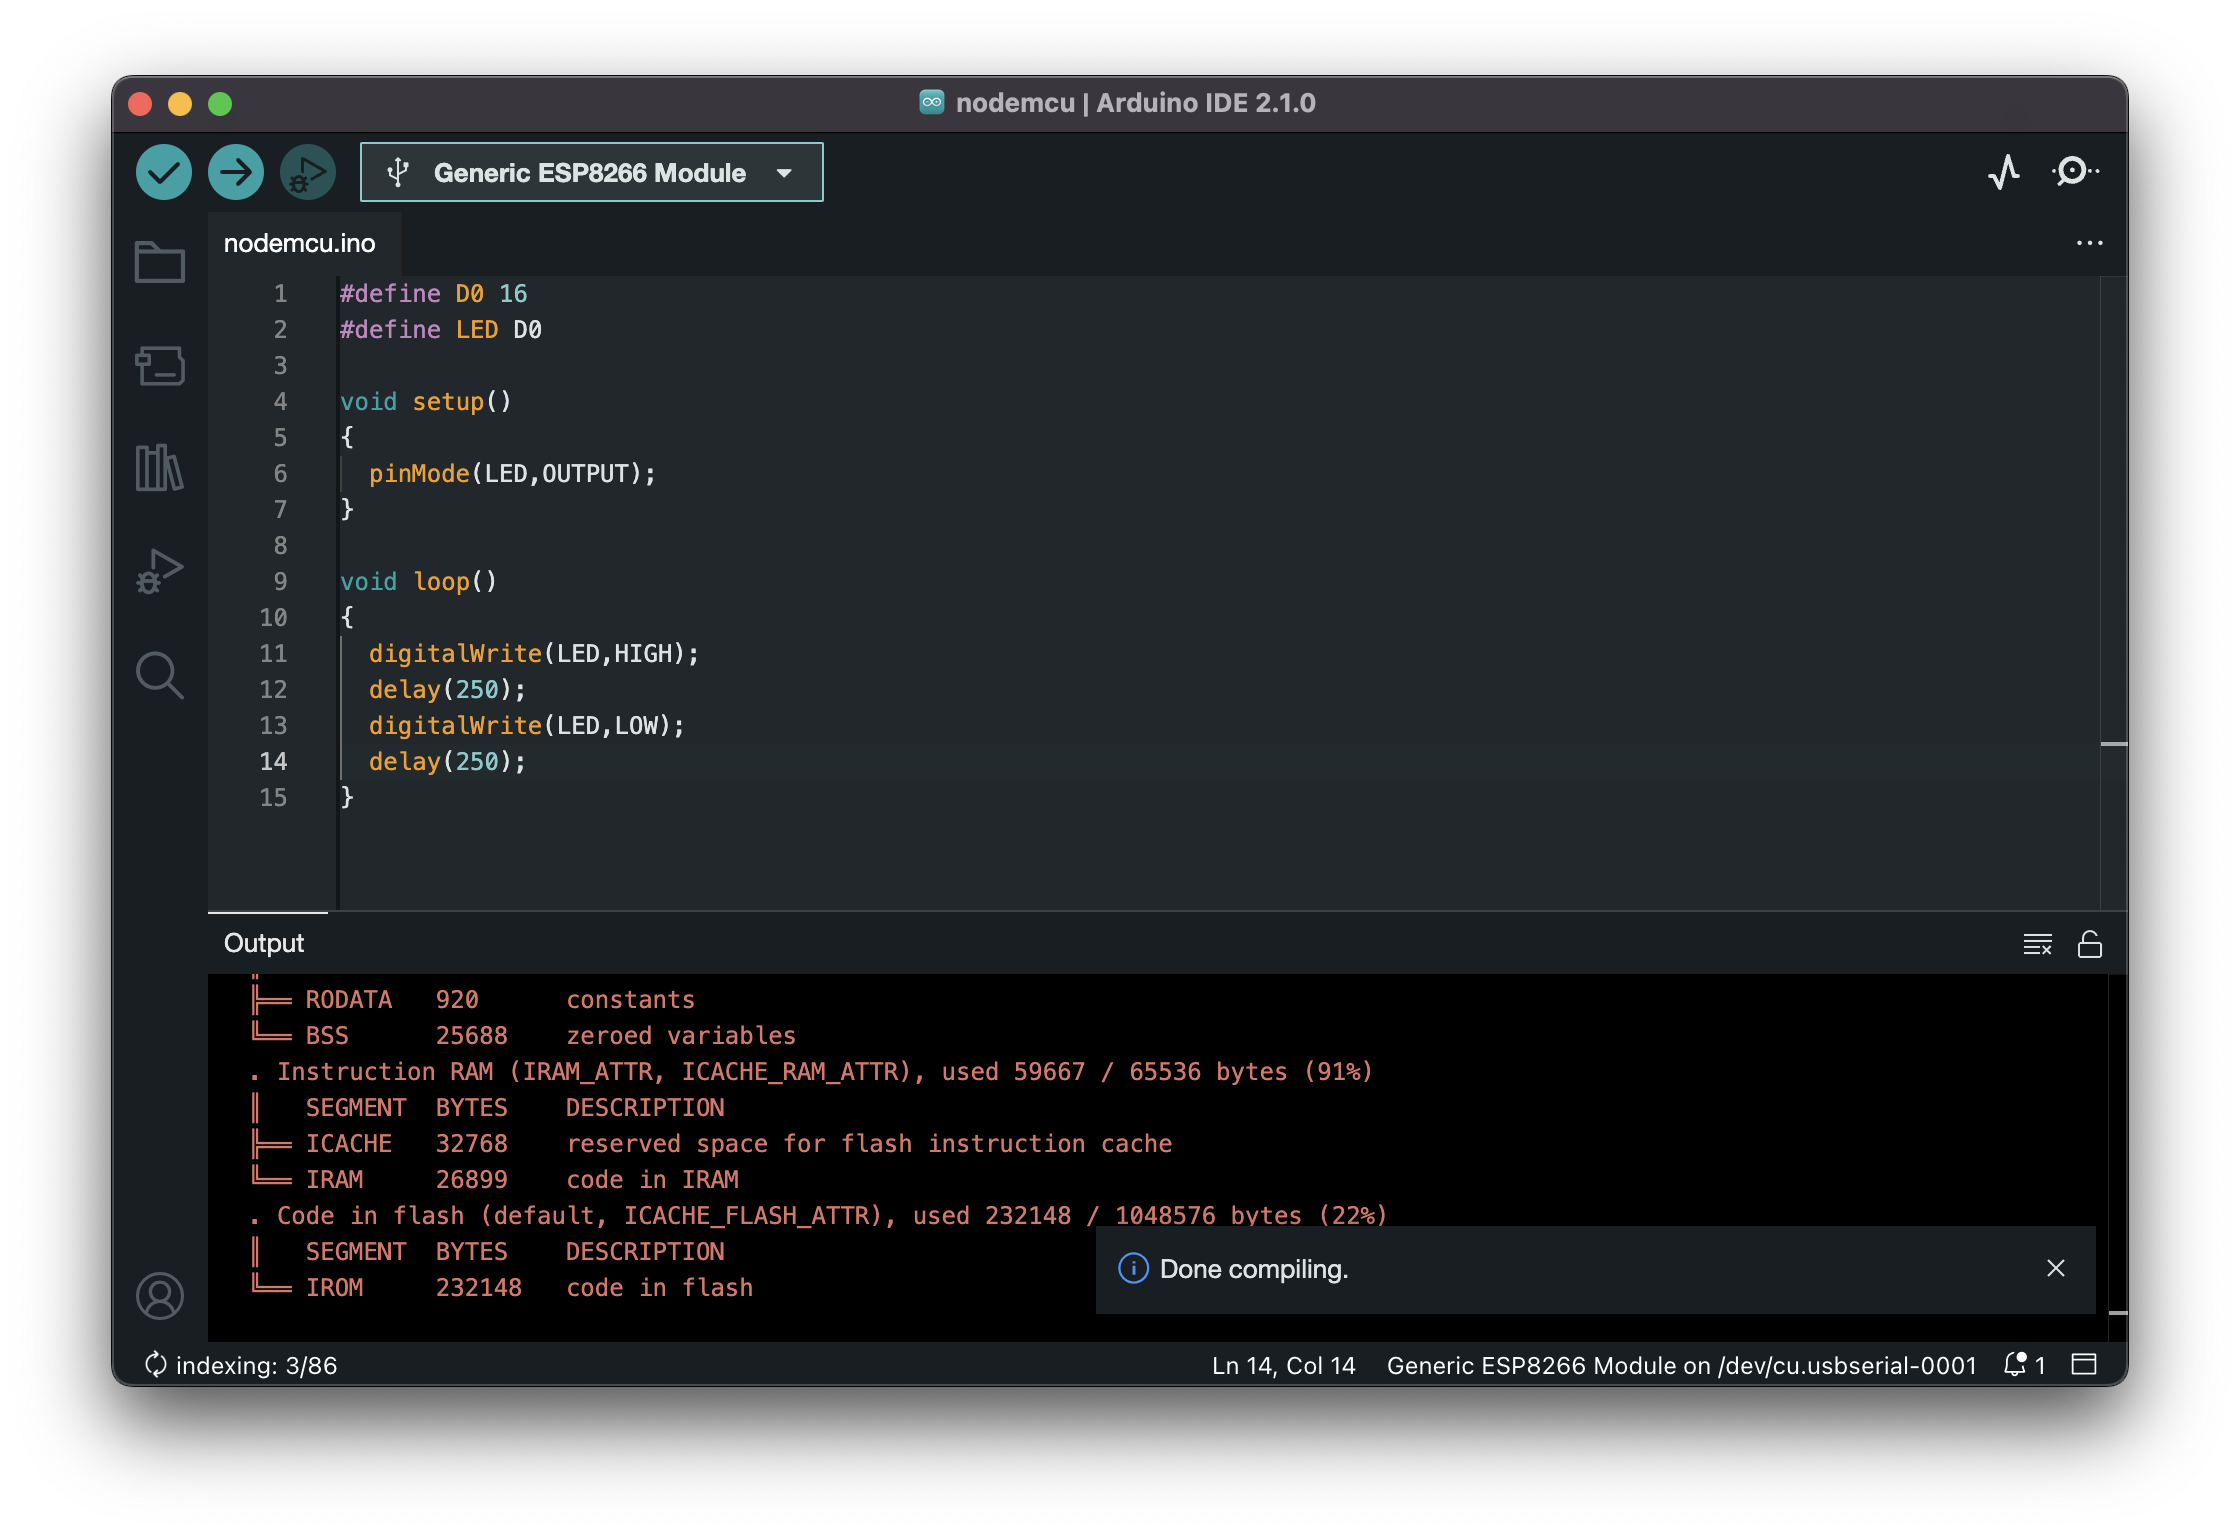 nodemcu | Arduino IDE 2.1.0
Generic ESP8266 Module
nodemcu.ino
1 #define D0 16
2 #define LED D0
3
4 void setup()
5 {
6   pinMode(LED,OUTPUT);
7 }
8
9 void loop()
10 {
11   digitalWrite(LED,HIGH);
12   delay(250);
13   digitalWrite(LED,LOW);
14   delay(250);
15 }
Output
╠══ RODATA   920      constants
╚══ BSS      25688    zeroed variables
. Instruction RAM (IRAM_ATTR, ICACHE_RAM_ATTR), used 59667 / 65536 bytes (91%)
║   SEGMENT  BYTES    DESCRIPTION
╠══ ICACHE   32768    reserved space for flash instruction cache
╚══ IRAM     26899    code in IRAM
. Code in flash (default, ICACHE_FLASH_ATTR), used 232148 / 1048576 bytes (22%)
║   SEGMENT  BYTES    DESCRIPTION
╚══ IROM     232148   code in flash
Done compiling.
indexing: 3/86
Ln 14, Col 14 Generic ESP8266 Module on /dev/cu.usbserial-0001 1